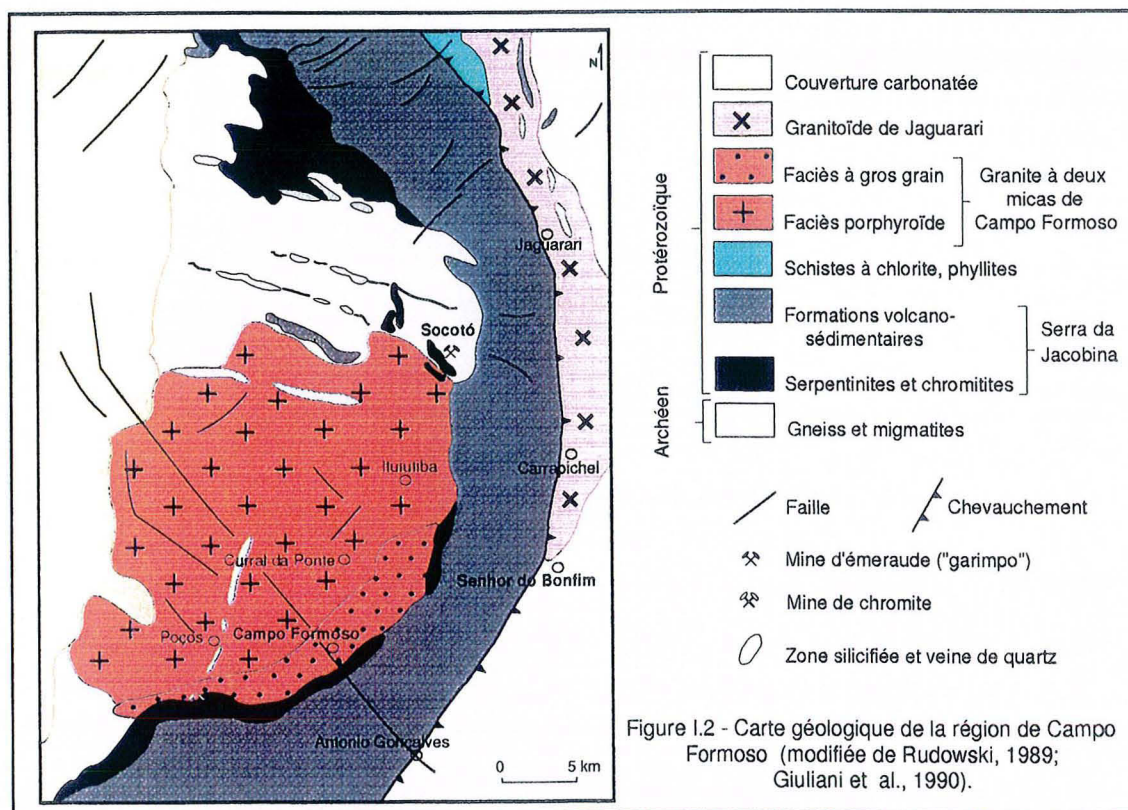 N
Jaguarari
Socotó
Carrapichel
Curral da Ponte
Senhor do Bonfim
Poços
Campo Formoso
Antonio Gonçalves
0 5 km
Protérozoïque
Archéen
Couverture carbonatée
Granitoïde de Jaguarari
Faciès à gros grain
Faciès porphyroïde
Granite à deux
micas de
Campo Formoso
Schistes à chlorite, phyllites
Formations volcano-
sédimentaires
Serpentinites et chromitites
Serra da
Jacobina
Gneiss et migmatites
Faille
Chevauchement
Mine d'émeraude ("garimpo")
Mine de chromite
Zone silicifiée et veine de quartz
Figure I.2 - Carte géologique de la région de Campo
Formoso (modifiée de Rudowski, 1989;
Giuliani et al., 1990).